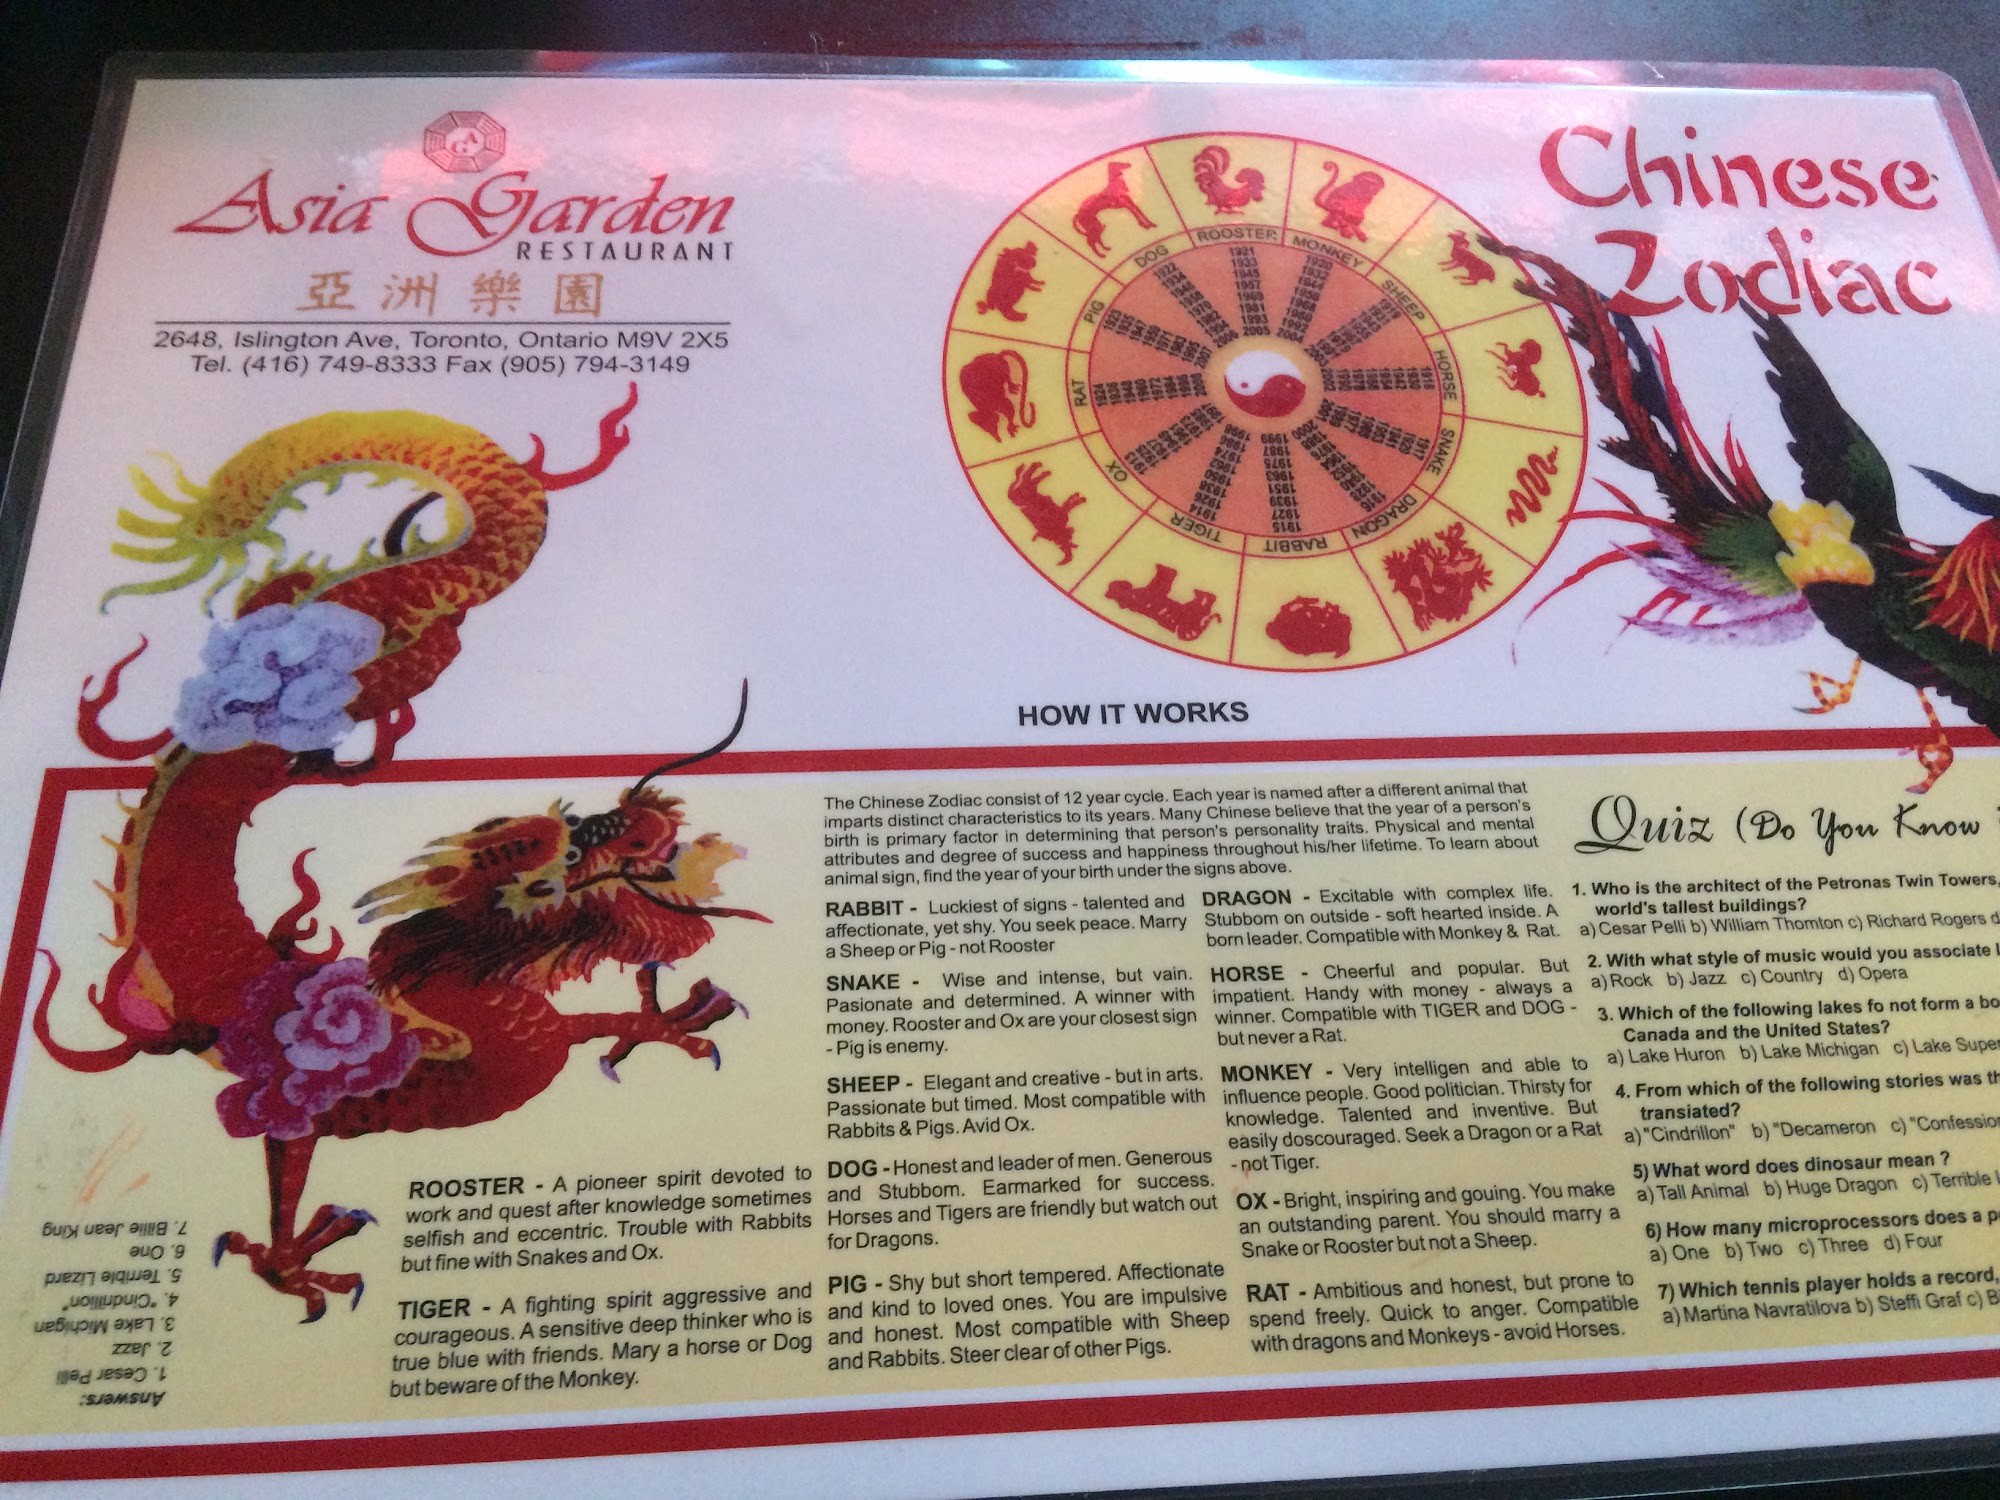 Asia Garden
RESTAURANT
亞洲樂園
2648, Islington Ave, Toronto, Ontario M9V 2X5
Tel. (416) 749-8333 Fax (905) 794-3149
Chinese
Zodiac
DOG
ROOSTER
MONKEY
SHEEP
HORSE
SNAKE
DRAGON
RABBIT
TIGER
OX
RAT
PIG
1921
1933
1945
1957
1969
1981
1993
2005
1915
1927
1939
1951
1963
1975
1987
1999
HOW IT WORKS
The Chinese Zodiac consist of 12 year cycle. Each year is named after a different animal that
imparts distinct characteristics to its years. Many Chinese believe that the year of a person's
birth is primary factor in determining that person's personality traits. Physical and mental
attributes and degree of success and happiness throughout his/her lifetime. To learn about
animal sign, find the year of your birth under the signs above.
RABBIT - Luckiest of signs - talented and
affectionate, yet shy. You seek peace. Marry
a Sheep or Pig - not Rooster
SNAKE - Wise and intense, but vain.
Pasionate and determined. A winner with
money. Rooster and Ox are your closest sign
- Pig is enemy.
SHEEP - Elegant and creative - but in arts.
Passionate but timed. Most compatible with
Rabbits & Pigs. Avid Ox.
DOG - Honest and leader of men. Generous
and Stubbom. Earmarked for success.
Horses and Tigers are friendly but watch out
for Dragons.
PIG - Shy but short tempered. Affectionate
and kind to loved ones. You are impulsive
and honest. Most compatible with Sheep
and Rabbits. Steer clear of other Pigs.
DRAGON - Excitable with complex life.
Stubbom on outside - soft hearted inside. A
born leader. Compatible with Monkey & Rat.
HORSE - Cheerful and popular. But
impatient. Handy with money - always a
winner. Compatible with TIGER and DOG -
but never a Rat.
MONKEY - Very intelligen and able to
influence people. Good politician. Thirsty for
knowledge. Talented and inventive. But
easily doscouraged. Seek a Dragon or a Rat
- not Tiger.
OX - Bright, inspiring and gouing. You make
an outstanding parent. You should marry a
Snake or Rooster but not a Sheep.
RAT - Ambitious and honest, but prone to
spend freely. Quick to anger. Compatible
with dragons and Monkeys - avoid Horses.
ROOSTER - A pioneer spirit devoted to
work and quest after knowledge sometimes
selfish and eccentric. Trouble with Rabbits
but fine with Snakes and Ox.
TIGER - A fighting spirit aggressive and
courageous. A sensitive deep thinker who is
true blue with friends. Mary a horse or Dog
but beware of the Monkey.
Quiz (Do You Know
1. Who is the architect of the Petronas Twin Towers,
world's tallest buildings?
a) Cesar Pelli b) William Thomton c) Richard Rogers d
2. With what style of music would you associate
a) Rock b) Jazz c) Country d) Opera
3. Which of the following lakes fo not form a bo
Canada and the United States?
a) Lake Huron b) Lake Michigan c) Lake Supe
4. From which of the following stories was th
transiated?
a) "Cindrillon" b) "Decameron c) "Confession
5) What word does dinosaur mean ?
a) Tall Animal b) Huge Dragon c) Terrible
6) How many microprocessors does a p
a) One b) Two c) Three d) Four
7) Which tennis player holds a record,
a) Martina Navratilova b) Steffi Graf c) B
Answers:
1. Cesar Pelli
2. Jazz
3. Lake Michigan
4. "Cindrillion"
5. Terrible Lizard
6. One
7. Billie Jean King